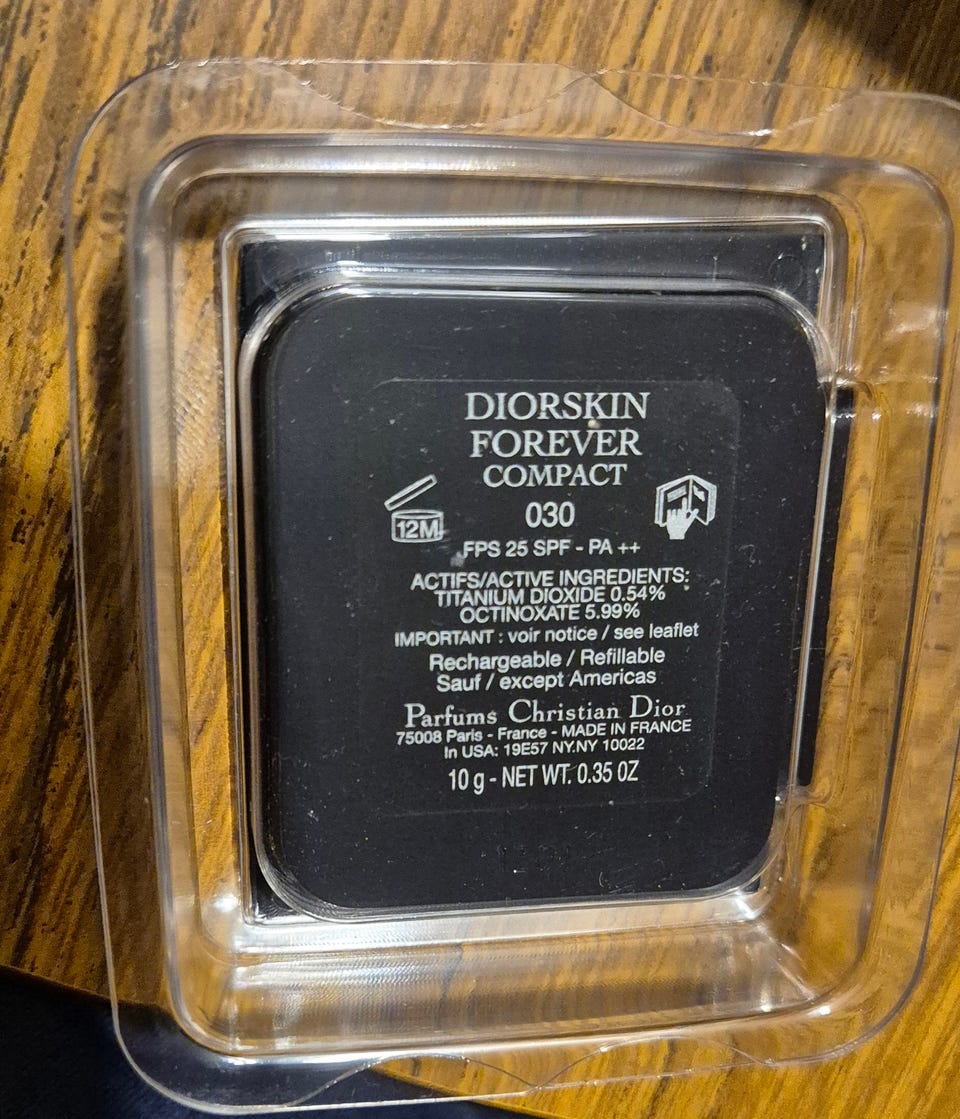 DIORSKIN
FOREVER
COMPACT
12M
030
FPS 25 SPF - PA ++
ACTIFS/ACTIVE INGREDIENTS:
TITANIUM DIOXIDE 0.54%
OCTINOXATE 5.99%
IMPORTANT : voir notice / see leaflet
Rechargeable / Refillable
Sauf / except Americas
Parfums Christian Dior
75008 Paris - France - MADE IN FRANCE
In USA: 19E57 NY.NY 10022
10 g - NET WT. 0.35 OZ